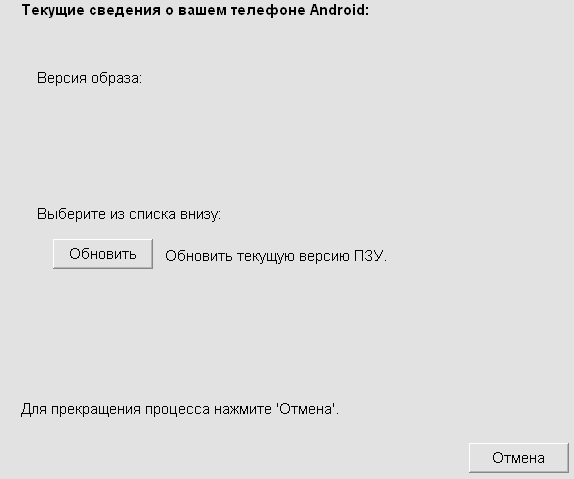 Текущие сведения о вашем телефоне Android:
Версия образа:
Выберите из списка внизу:
Обновить Обновить текущую версию ПЗУ.
Для прекращения процесса нажмите 'Отмена'.
Отмена